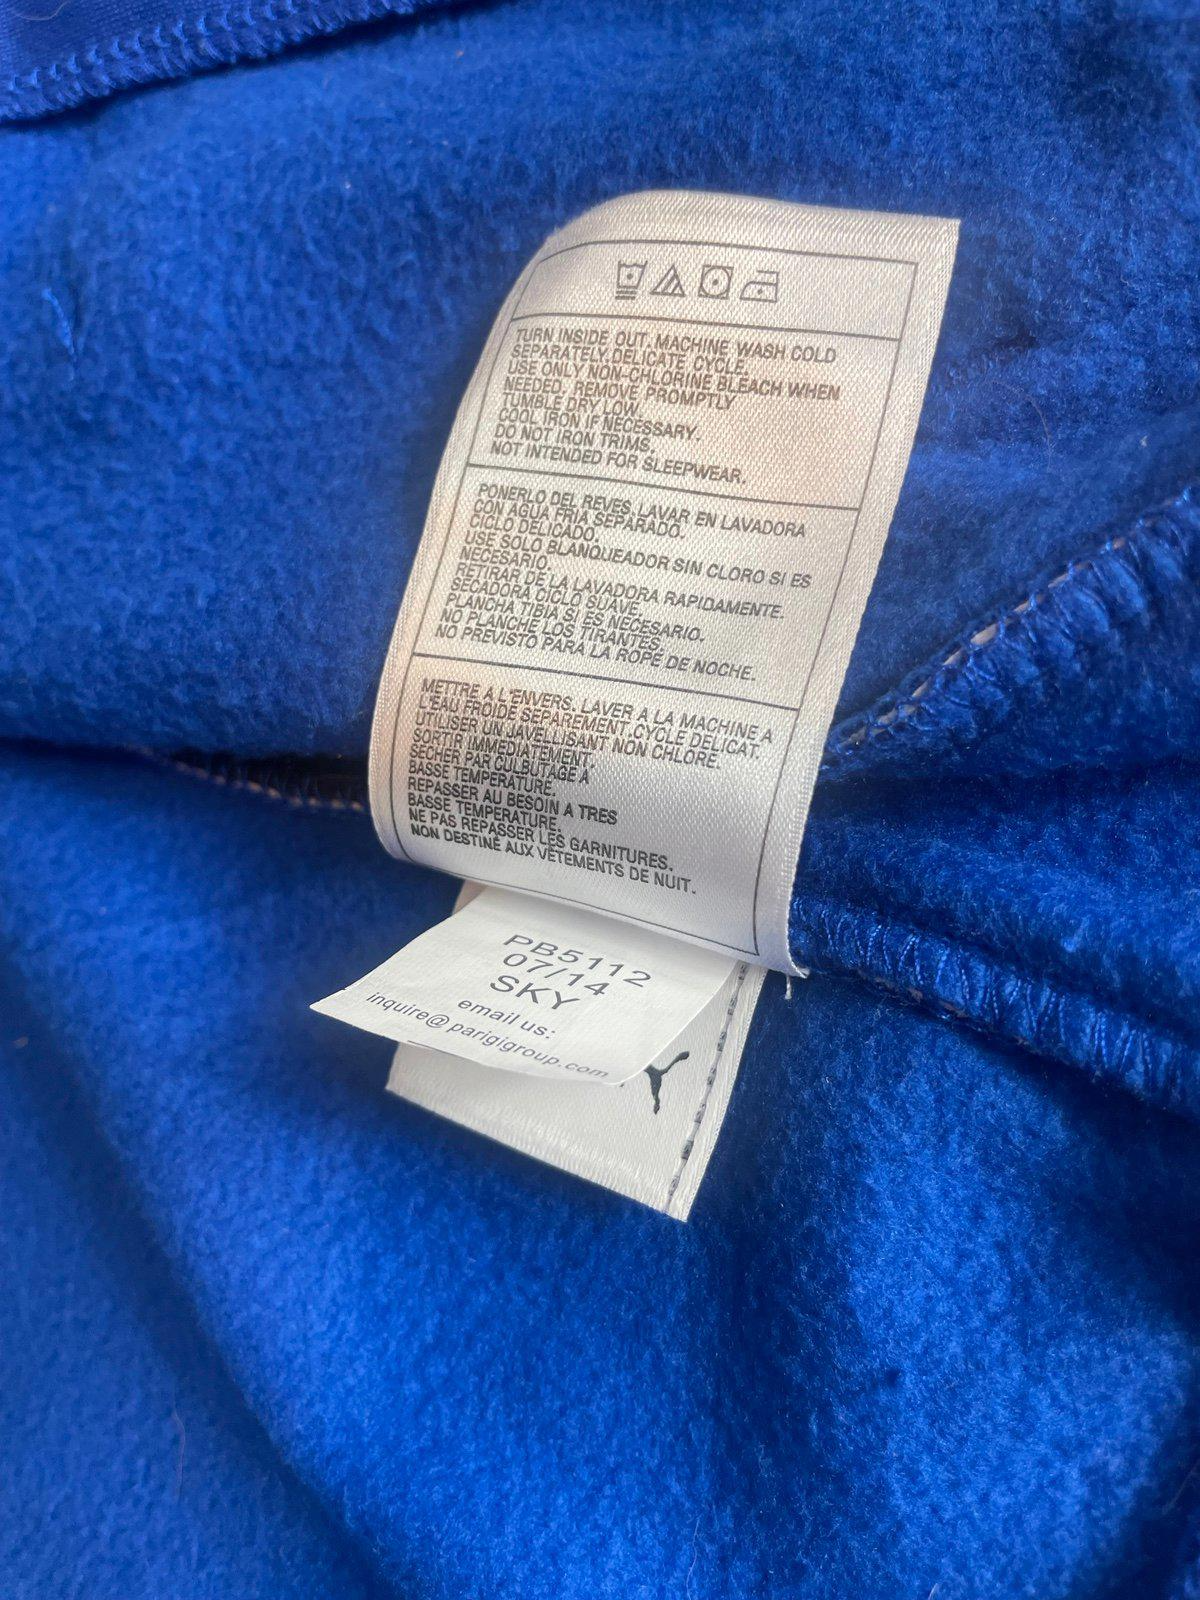 TURN INSIDE OUT, MACHINE WASH COLD
SEPARATELY, DELICATE CYCLE.
USE ONLY NON-CHLORINE BLEACH WHEN
NEEDED, REMOVE PROMPTLY
TUMBLE DRY LOW.
COOL IRON IF NECESSARY.
DO NOT IRON TRIMS.
NOT INTENDED FOR SLEEPWEAR.
PONERLO DEL REVES, LAVAR EN LAVADORA
CON AGUA FRIA SEPARADO.
CICLO DELICADO.
USE SOLO BLANQUEADOR SIN CLORO SI ES
NECESARIO.
RETIRAR DE LA LAVADORA RAPIDAMENTE.
SECADORA CICLO SUAVE.
PLANCHA TIBIA SI ES NECESARIO.
NO PLANCHE LOS TIRANTES.
NO PREVISTO PARA LA ROPE DE NOCHE.
METTRE A L'ENVERS. LAVER A LA MACHINE A
L'EAU FROIDE SEPAREMENT. CYCLE DELICAT.
UTILISER UN JAVELLISANT NON CHLORE.
SORTIR IMMEDIATEMENT.
SECHER PAR CULBUTAGE A
BASSE TEMPERATURE.
REPASSER AU BESOIN A TRES
BASSE TEMPERATURE.
NE PAS REPASSER LES GARNITURES.
NON DESTINÉ AUX VÊTEMENTS DE NUIT.
PB5112
07/14
SKY
email us:
inquire@parigigroup.com